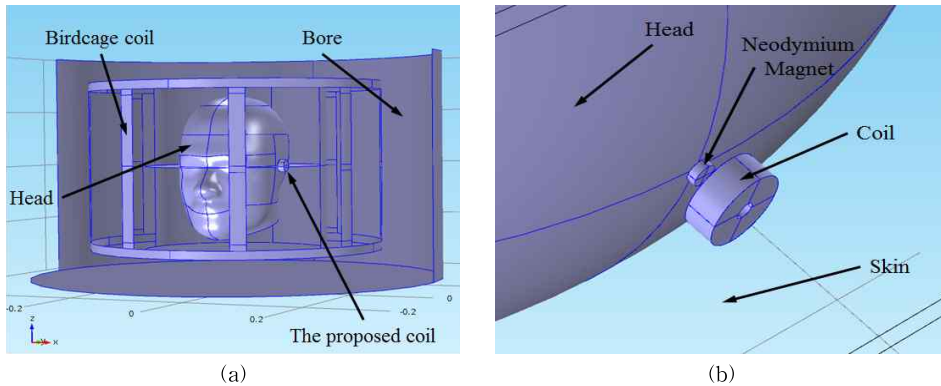 Birdcage coil
Bore
Head
The proposed coil
-0.2
0
0.2
-0.2
0
z
y
x
(a)
Head
Neodymium
Magnet
Coil
Skin
(b)